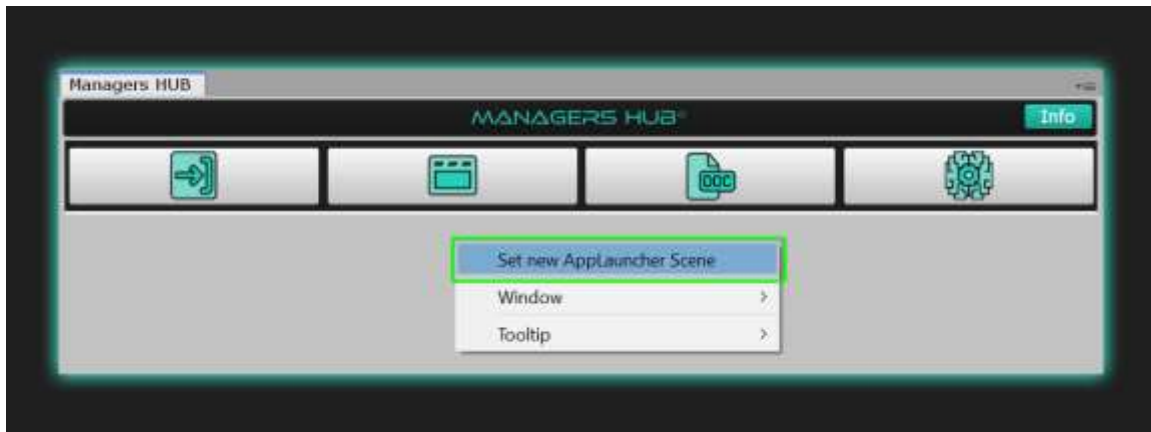 Managers HUB
MANAGERS HUB
Info
DOC
Set new AppLauncher Scene
Window
Tooltip